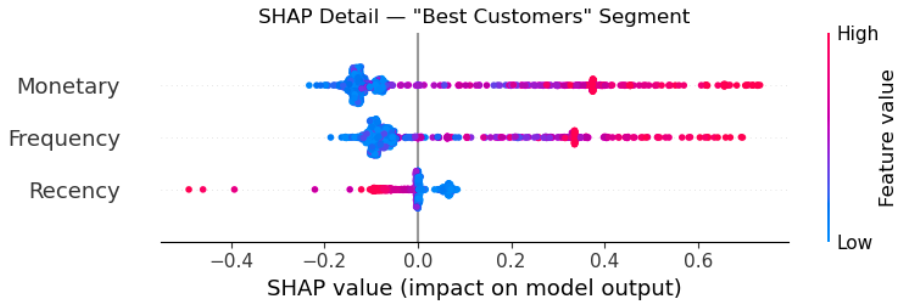 SHAP Detail — "Best Customers" Segment
High
Monetary
Frequency
Recency
Feature value
Low
−0.4 −0.2 0.0 0.2 0.4 0.6
SHAP value (impact on model output)